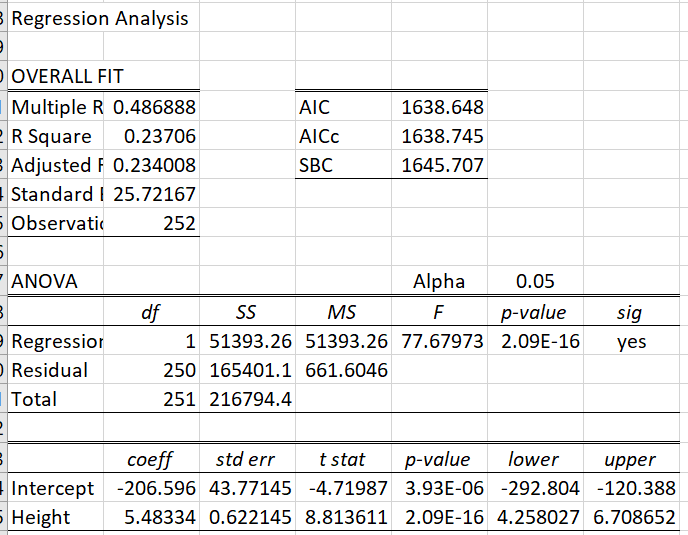 Regression Analysis
OVERALL FIT
Multiple R 0.486888 AIC 1638.648
R Square 0.23706 AICc 1638.745
Adjusted 0.234008 SBC 1645.707
Standard 25.72167
Observati 252
ANOVA Alpha 0.05
df SS MS F p-value sig
Regression 1 51393.26 51393.26 77.67973 2.09E-16 yes
Residual 250 165401.1 661.6046
Total 251 216794.4
coeff std err t stat p-value lower upper
Intercept -206.596 43.77145 -4.71987 3.93E-06 -292.804 -120.388
Height 5.48334 0.622145 8.813611 2.09E-16 4.258027 6.708652